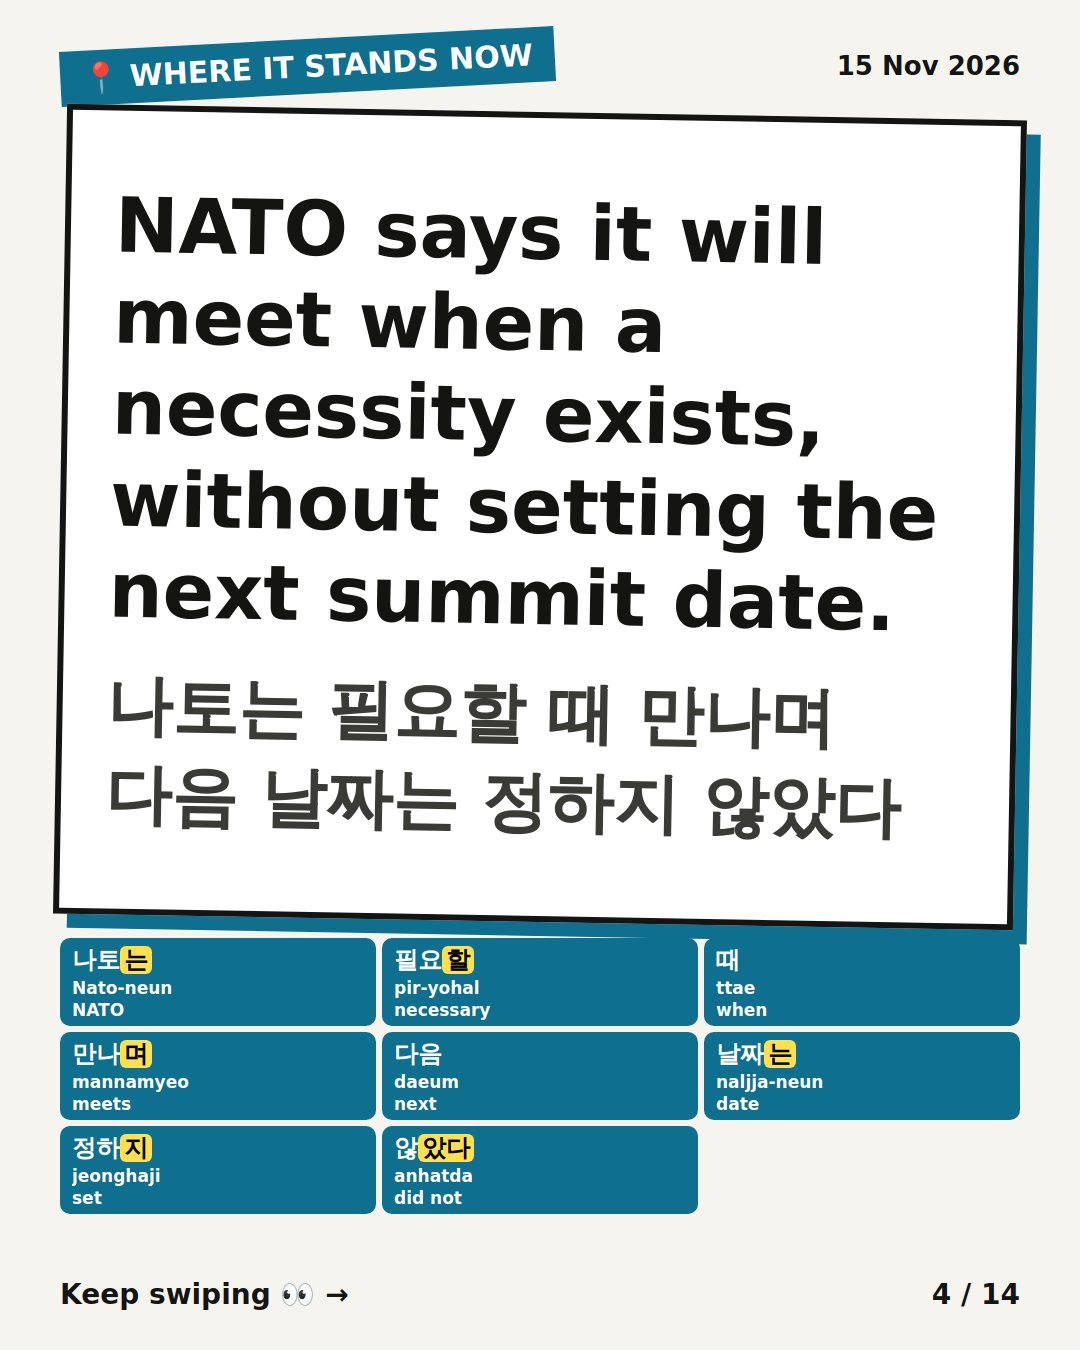 📍 WHERE IT STANDS NOW
15 Nov 2026
NATO says it will
meet when a
necessity exists,
without setting the
next summit date.
나토는 필요할 때 만나며
다음 날짜는 정하지 않았다
나토는
Nato-neun
NATO
필요할
pir-yohal
necessary
때
ttae
when
만나며
mannamyeo
meets
다음
daeum
next
날짜는
naljja-neun
date
정하지
jeonghaji
set
않았다
anhatda
did not
Keep swiping 👀 →
4 / 14